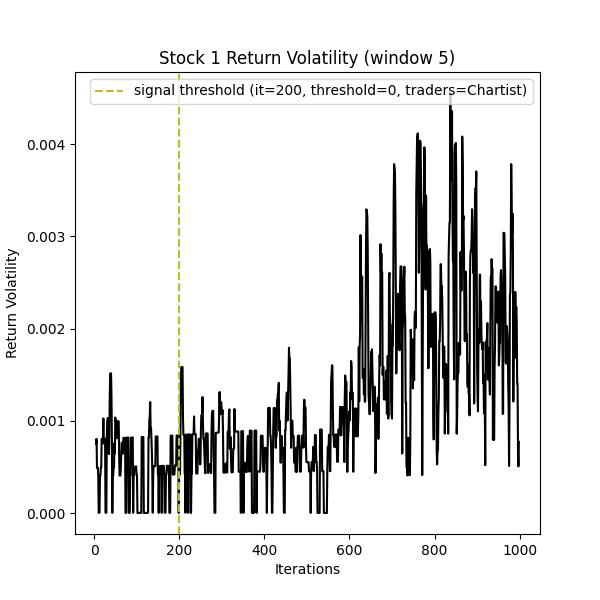 Stock 1 Return Volatility (window 5)
signal threshold (it=200, threshold=0, traders=Chartist)
0.004
0.003
0.002
0.001
0.000
Return Volatility
0
200
400
600
800
1000
Iterations